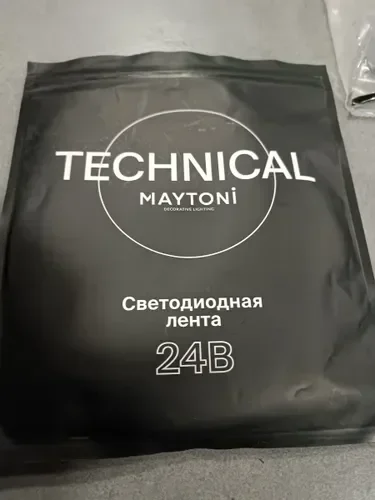 TECHNICAL
MAYTONi
DECORATIVE LIGHTING
Светодиодная
лента
24В